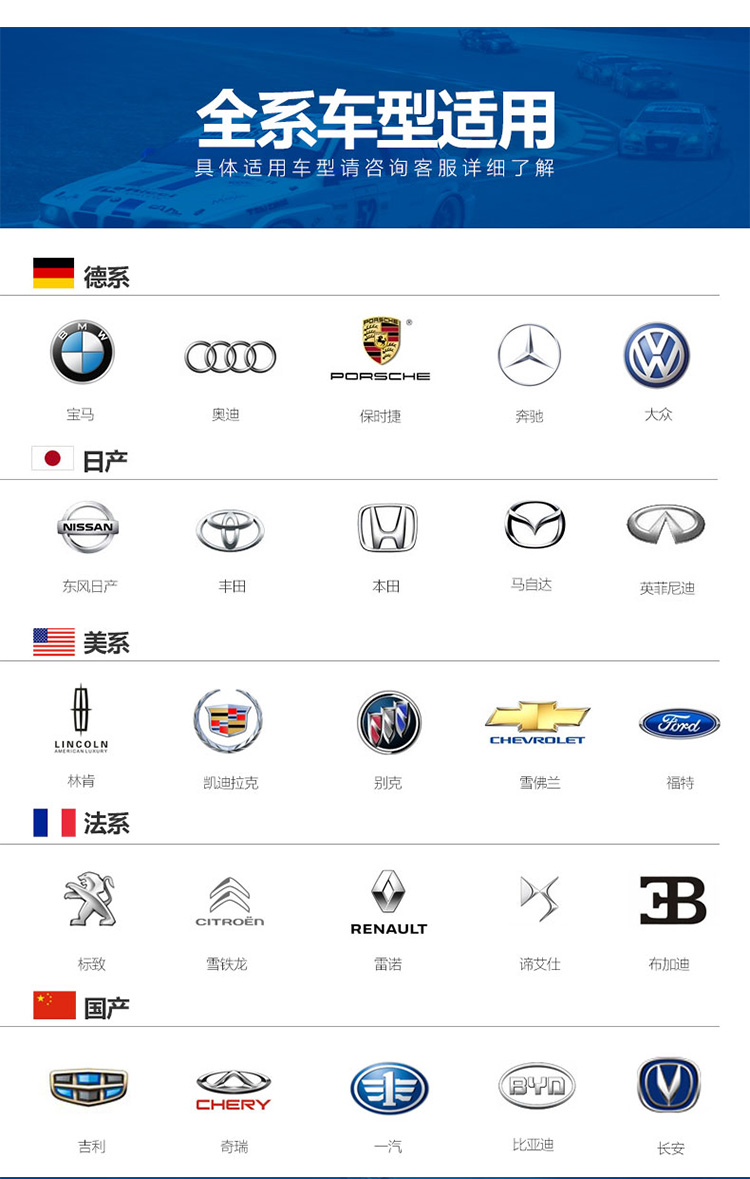 全系车型适用
具体适用车型请咨询客服详细了解
德系
BMW
PORSCHE
PORSCHE
宝马
奥迪
保时捷
奔驰
大众
日产
NISSAN
东风日产
丰田
本田
马自达
英菲尼迪
美系
LINCOLN
AMERICAN LUXURY
CHEVROLET
Ford
林肯
凯迪拉克
别克
雪佛兰
福特
法系
CITROËN
RENAULT
标致
雪铁龙
雷诺
谛艾仕
布加迪
国产
CHERY
BYD
吉利
奇瑞
一汽
比亚迪
长安